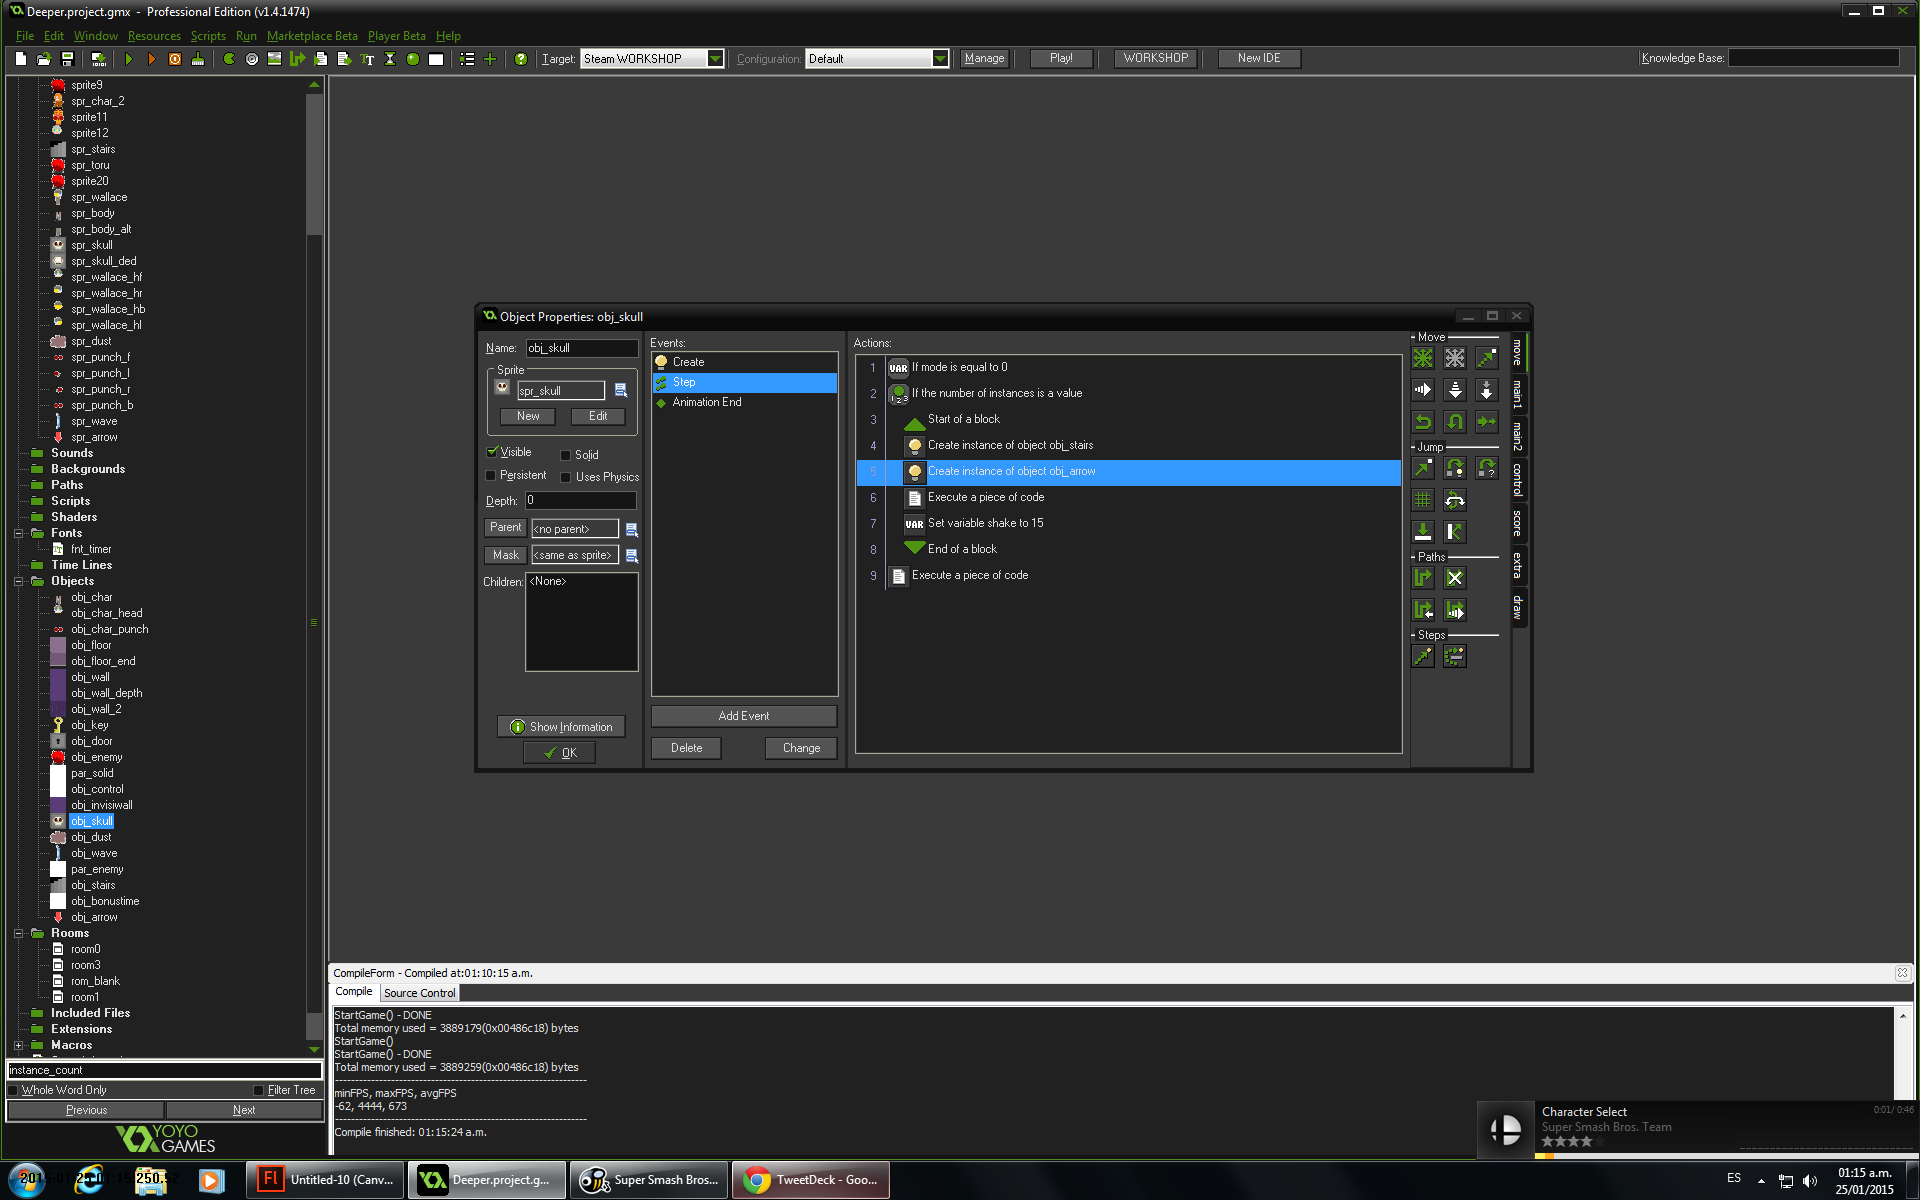 Deeper.project.gmx - Professional Edition (v1.4.1474)
File Edit Window Resources Scripts Run Marketplace Beta Player Beta Help
Target: Steam WORKSHOP Configuration: Default Manage Play! WORKSHOP New IDE Knowledge Base:
sprite9
spr_char_2
sprite11
sprite12
spr_stairs
spr_toru
sprite20
spr_wallace
spr_body
spr_body_alt
spr_skull
spr_skull_ded
spr_wallace_hf
spr_wallace_hr
spr_wallace_hb
spr_wallace_hl
spr_dust
spr_punch_f
spr_punch_l
spr_punch_r
spr_punch_b
spr_wave
spr_arrow
Sounds
Backgrounds
Paths
Scripts
Shaders
Fonts
fnt_timer
Time Lines
Objects
obj_char
obj_char_head
obj_char_punch
obj_floor
obj_floor_end
obj_wall
obj_wall_depth
obj_wall_2
obj_key
obj_door
obj_enemy
par_solid
obj_control
obj_invisiwall
obj_skull
obj_dust
obj_wave
par_enemy
obj_stairs
obj_bonustime
obj_arrow
Rooms
room0
room3
rom_blank
room1
Included Files
Extensions
Macros
instance_count
Whole Word Only Filter Tree
Previous Next
YOYO
GAMES
Object Properties: obj_skull
Name: obj_skull
Sprite
spr_skull
New Edit
Visible Solid
Persistent Uses Physics
Depth: 0
Parent <no parent>
Mask <same as sprite>
Children: <None>
Show Information
OK
Events:
Create
Step
Animation End
Add Event
Delete Change
Actions:
1 VAR If mode is equal to 0
2 If the number of instances is a value
3 Start of a block
4 Create instance of object obj_stairs
5 Create instance of object obj_arrow
6 Execute a piece of code
7 VAR Set variable shake to 15
8 End of a block
9 Execute a piece of code
Move
Jump
Paths
Steps
move
main1
main2
control
score
extra
draw
CompileForm - Compiled at:01:10:15 a.m.
Compile Source Control
StartGame() - DONE
Total memory used = 3889179(0x00486c18) bytes
StartGame()
StartGame() - DONE
Total memory used = 3889259(0x00486c18) bytes
minFPS, maxFPS, avgFPS
-62, 4444, 673
Compile finished: 01:15:24 a.m.
Character Select 0:01/ 0:46
Super Smash Bros. Team
Untitled-10 (Canv...
Deeper.project.g...
Super Smash Bros...
TweetDeck - Goo...
ES
01:15 a.m.
25/01/2015